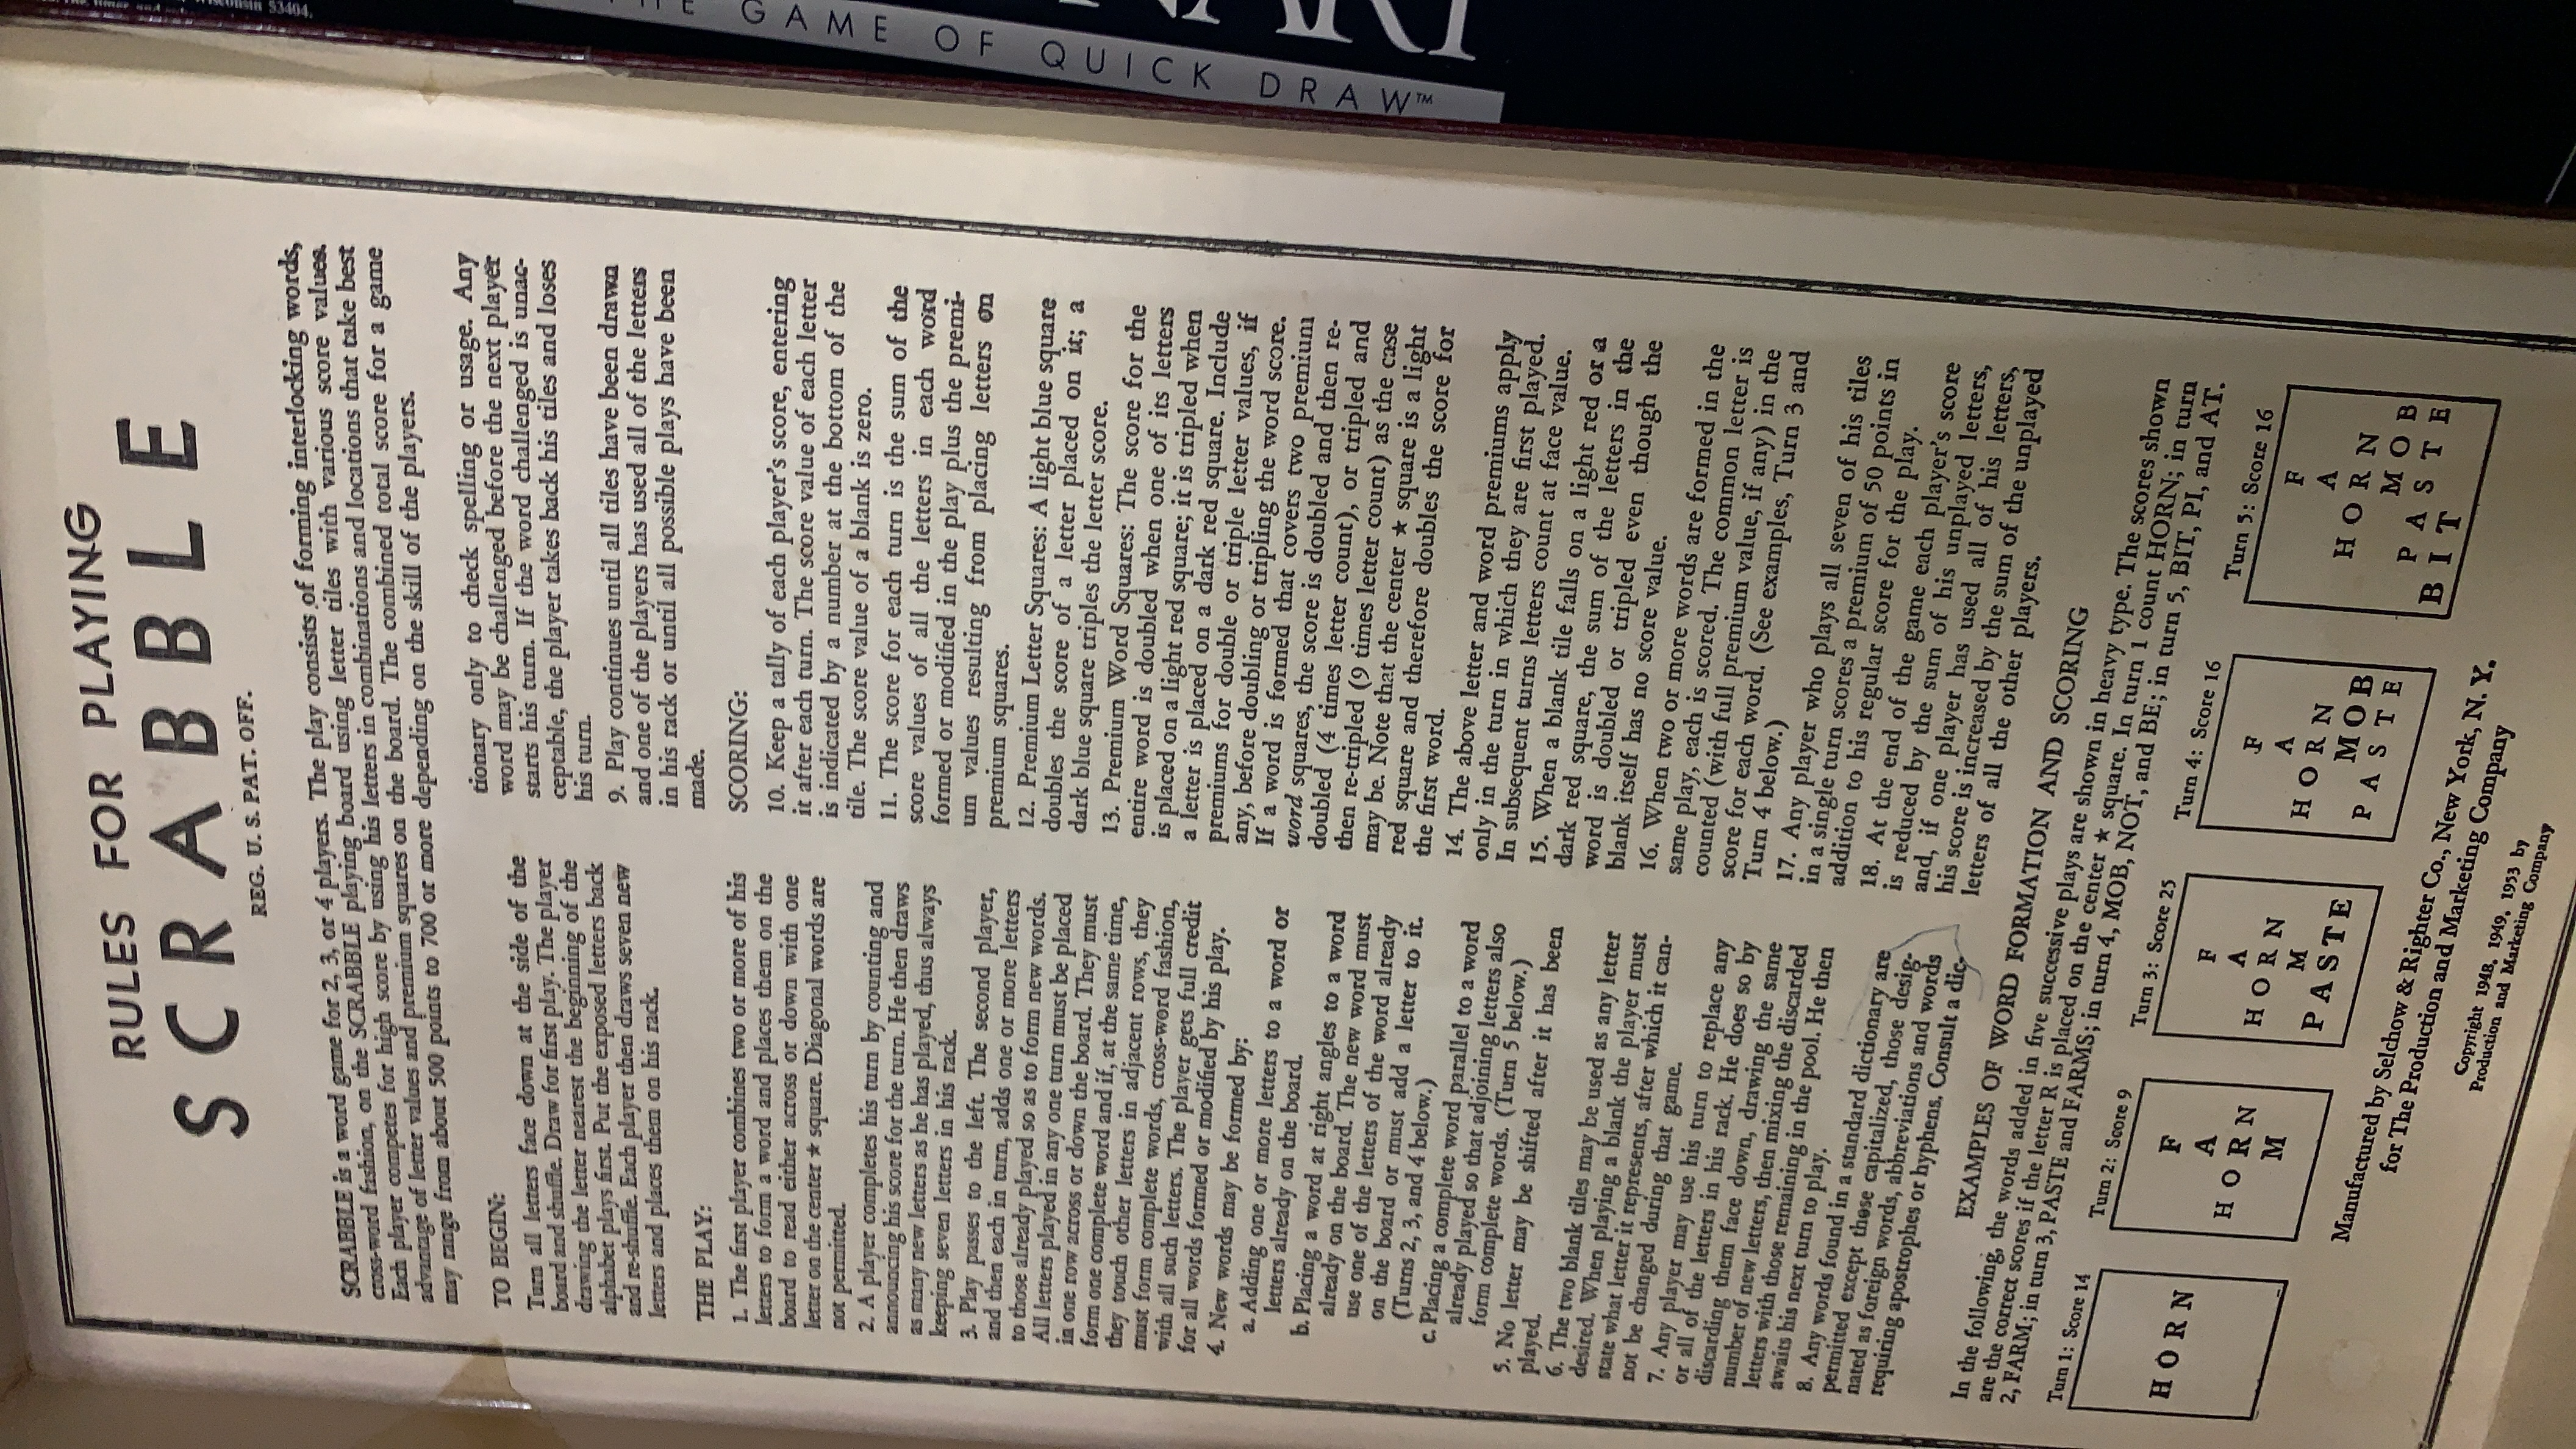 RULES FOR PLAYING
SCRABBLE
REG. U. S. PAT. OFF.
SCRABBLE is a word game for 2, 3, or 4 players. The play consists of forming interlocking words,
cross-word fashion, on the SCRABBLE playing board using letter tiles with various score values.
Each player competes for high score by using his letters in combinations and locations that take best
advantage of letter values and premium squares on the board. The combined total score for a game
may range from about 500 points to 700 or more depending on the skill of the players.
TO BEGIN:
Turn all letters face down at the side of the
board and shuffle. Draw for first play. The player
drawing the letter nearest the beginning of the
alphabet plays first. Put the exposed letters back
and re-shuffle. Each player then draws seven new
letters and places them on his rack.
THE PLAY:
1. The first player combines two or more of his
letters to form a word and places them on the
board to read either across or down with one
letter on the center ★ square. Diagonal words are
not permitted.
2. A player completes his turn by counting and
announcing his score for the turn. He then draws
as many new letters as he has played, thus always
keeping seven letters in his rack.
3. Play passes to the left. The second player,
and then each in turn, adds one or more letters
to those already played so as to form new words.
All letters played in any one turn must be placed
in one row across or down the board. They must
form one complete word and if, at the same time,
they touch other letters in adjacent rows, they
must form complete words, cross-word fashion,
with all such letters. The player gets full credit
for all words formed or modified by his play.
4. New words may be formed by:
a. Adding one or more letters to a word or
letters already on the board.
b. Placing a word at right angles to a word
already on the board. The new word must
use one of the letters of the word already
on the board or must add a letter to it.
(Turns 2, 3, and 4 below.)
c. Placing a complete word parallel to a word
already played so that adjoining letters also
form complete words. (Turn 5 below.)
5. No letter may be shifted after it has been
played.
6. The two blank tiles may be used as any letter
desired. When playing a blank the player must
state what letter it represents, after which it can-
not be changed during that game.
7. Any player may use his turn to replace any
or all of the letters in his rack. He does so by
discarding them face down, drawing the same
number of new letters, then mixing the discarded
letters with those remaining in the pool. He then
awaits his next turn to play.
8. Any words found in a standard dictionary are
permitted except those capitalized, those desig-
nated as foreign words, abbreviations and words
requiring apostrophes or hyphens. Consult a dic-
tionary only to check spelling or usage. Any
word may be challenged before the next player
starts his turn. If the word challenged is unac-
ceptable, the player takes back his tiles and loses
his turn.
9. Play continues until all tiles have been drawn
and one of the players has used all of the letters
in his rack or until all possible plays have been
made.
SCORING:
10. Keep a tally of each player's score, entering
it after each turn. The score value of each letter
is indicated by a number at the bottom of the
tile. The score value of a blank is zero.
11. The score for each turn is the sum of the
score values of all the letters in each word
formed or modified in the play plus the premi-
um values resulting from placing letters on
premium squares.
12. Premium Letter Squares: A light blue square
doubles the score of a letter placed on it; a
dark blue square triples the letter score.
13. Premium Word Squares: The score for the
entire word is doubled when one of its letters
is placed on a light red square; it is tripled when
a letter is placed on a dark red square. Include
premiums for double or triple letter values, if
any, before doubling or tripling the word score.
If a word is formed that covers two premium
word squares, the score is doubled and then re-
doubled (4 times letter count), or tripled and
then re-tripled (9 times letter count) as the case
may be. Note that the center ★ square is a light
red square and therefore doubles the score for
the first word.
14. The above letter and word premiums apply
only in the turn in which they are first played.
In subsequent turns letters count at face value.
15. When a blank tile falls on a light red or a
dark red square, the sum of the letters in the
word is doubled or tripled even though the
blank itself has no score value.
16. When two or more words are formed in the
same play, each is scored. The common letter is
counted (with full premium value, if any) in the
score for each word. (See examples, Turn 3 and
Turn 4 below.)
17. Any player who plays all seven of his tiles
in a single turn scores a premium of 50 points in
addition to his regular score for the play.
18. At the end of the game each player's score
is reduced by the sum of his unplayed letters,
and, if one player has used all of his letters,
his score is increased by the sum of the unplayed
letters of all the other players.
EXAMPLES OF WORD FORMATION AND SCORING
In the following, the words added in five successive plays are shown in heavy type. The scores shown
are the correct scores if the letter R is placed on the center ★ square. In turn 1 count HORN; in turn
2, FARM; in turn 3, PASTE and FARMS; in turn 4, MOB, NOT, and BE; in turn 5, BIT, PI, and AT.
Turn 1: Score 14
HORN
Turn 2: Score 9
F
A
HORN
M
Turn 3: Score 25
F
A
HORN
M
PASTE
Turn 4: Score 16
F
A
HORN
MOB
PASTE
Turn 5: Score 16
F
A
HORN
MOB
PASTE
BIT
Manufactured by Selchow & Righter Co., New York, N. Y.
for The Production and Marketing Company
Copyright 1948, 1949, 1953 by
Production and Marketing Company
GAME OF QUICK DRAW™